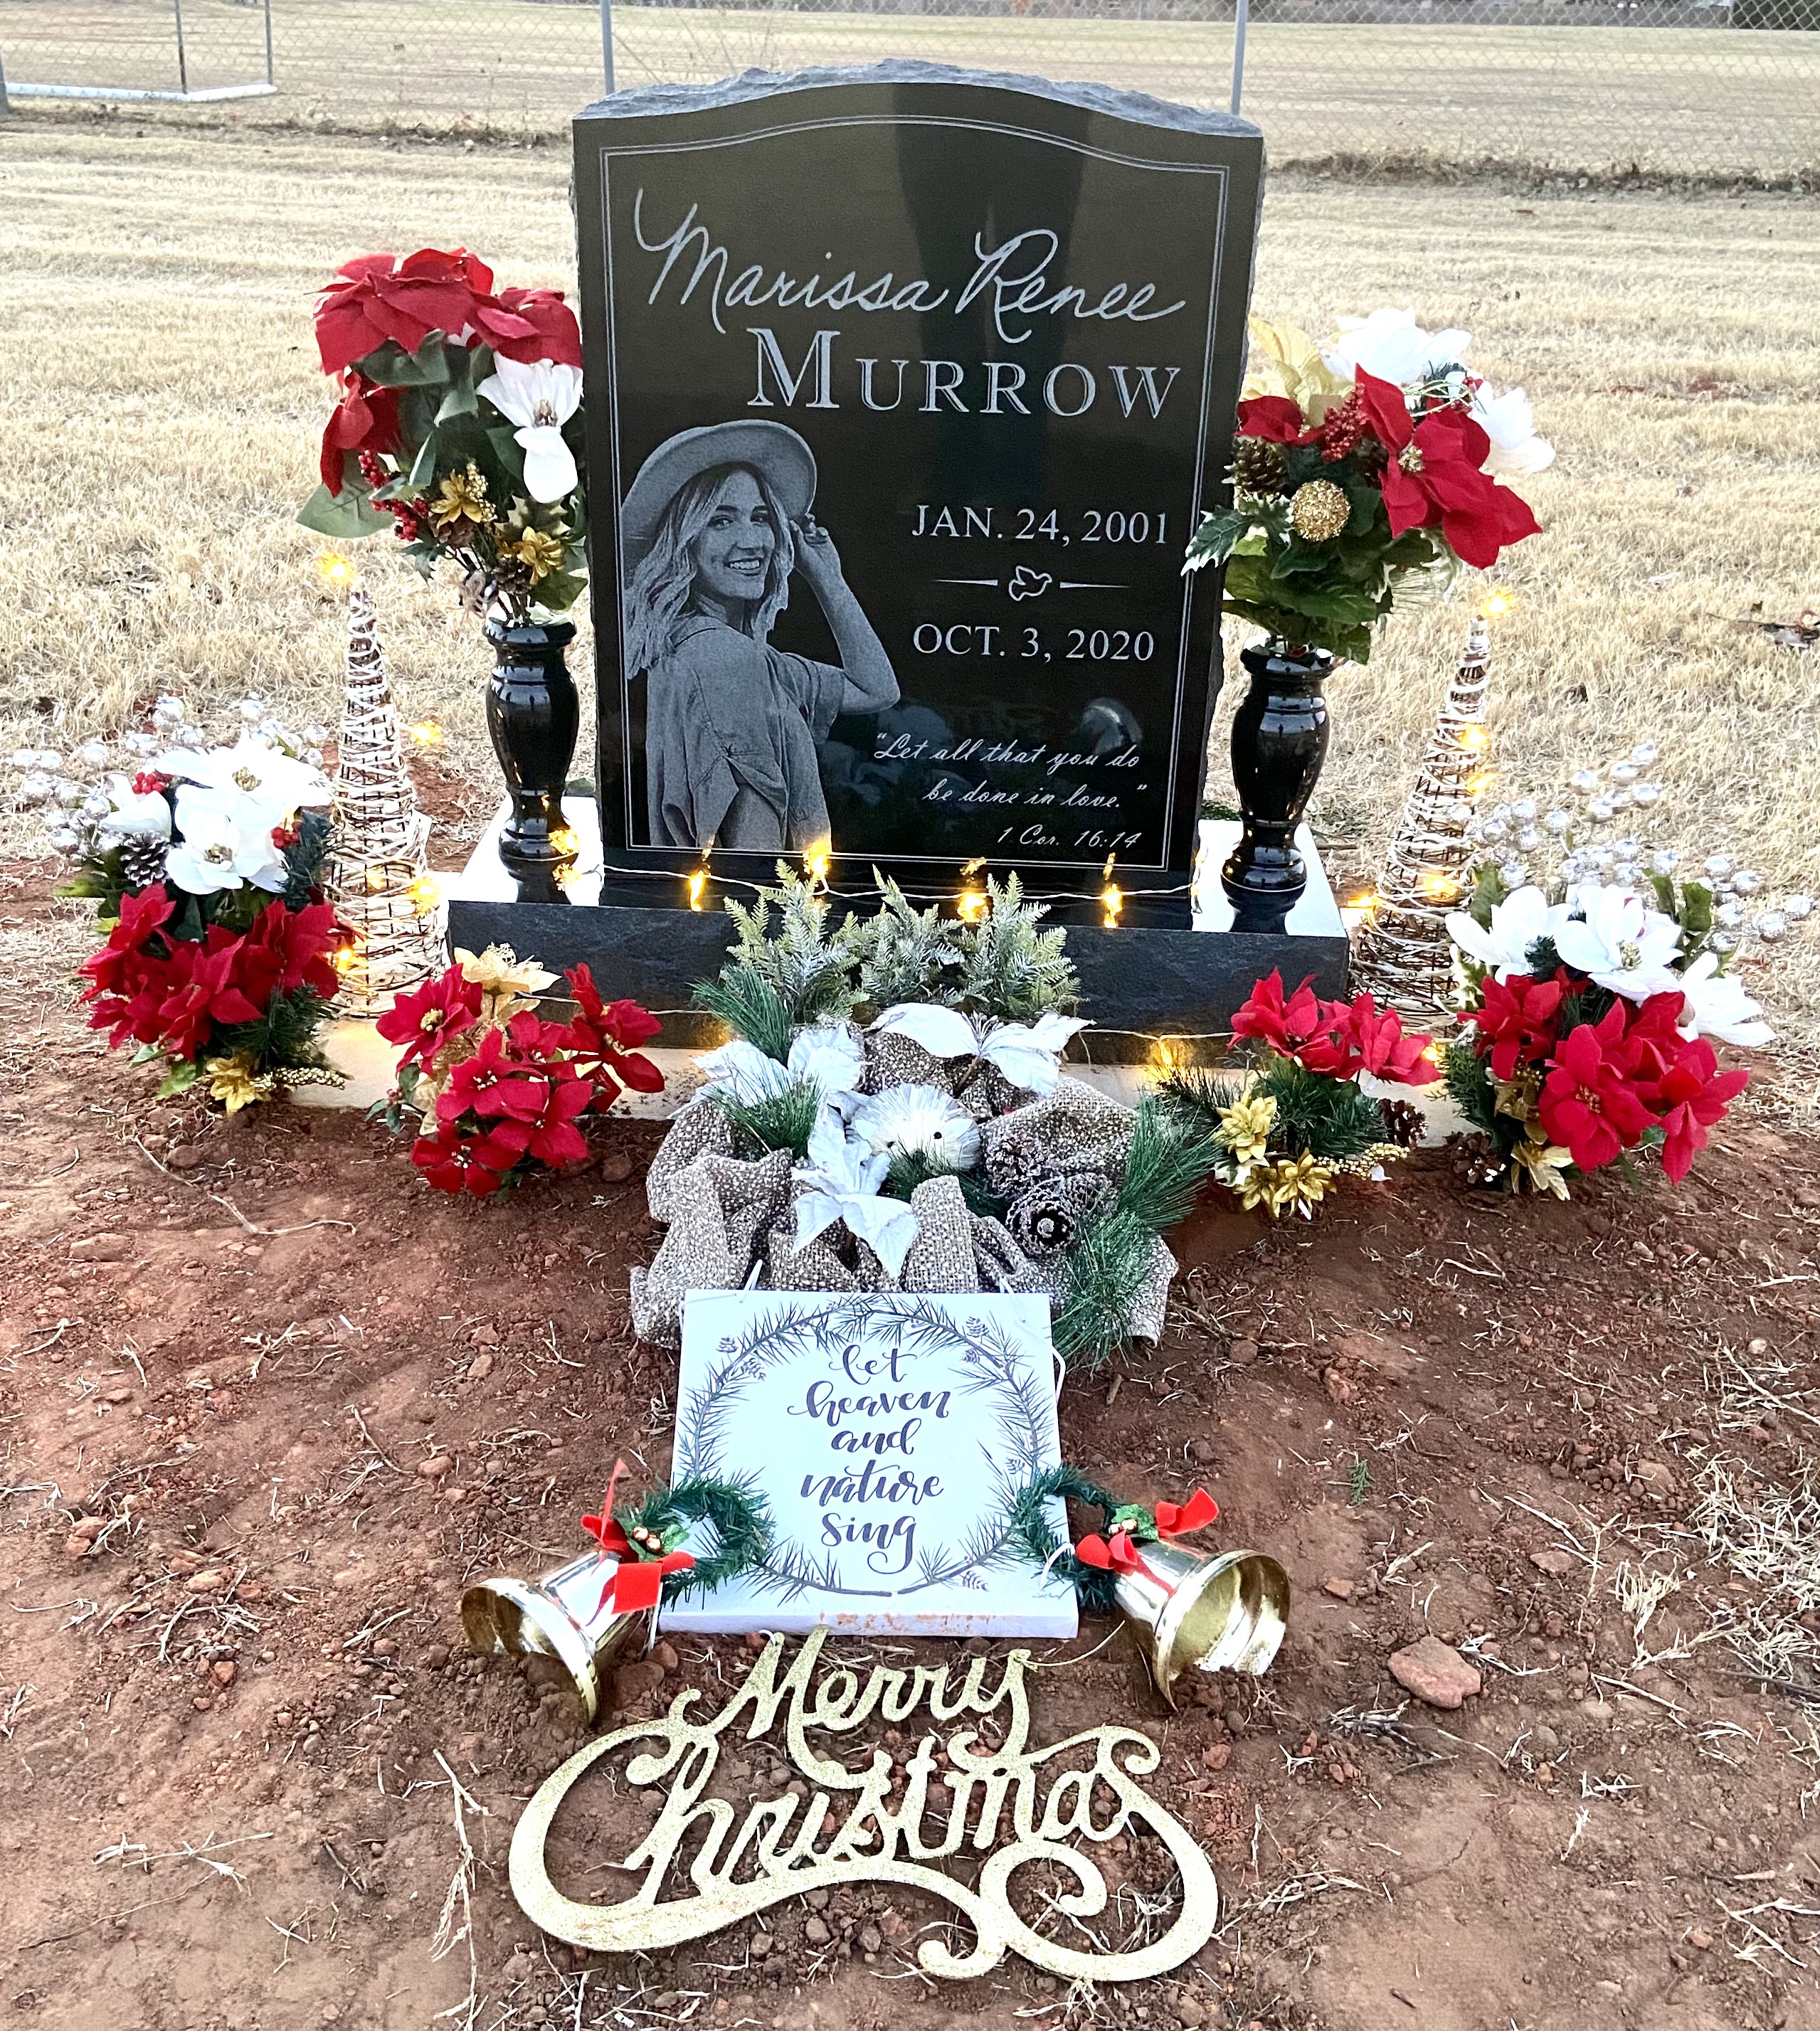 Marissa Renee
MURROW
JAN. 24, 2001
OCT. 3, 2020
"Let all that you do
be done in love."
1 Cor. 16:14
let
heaven
and
nature
sing
Merry
Christmas